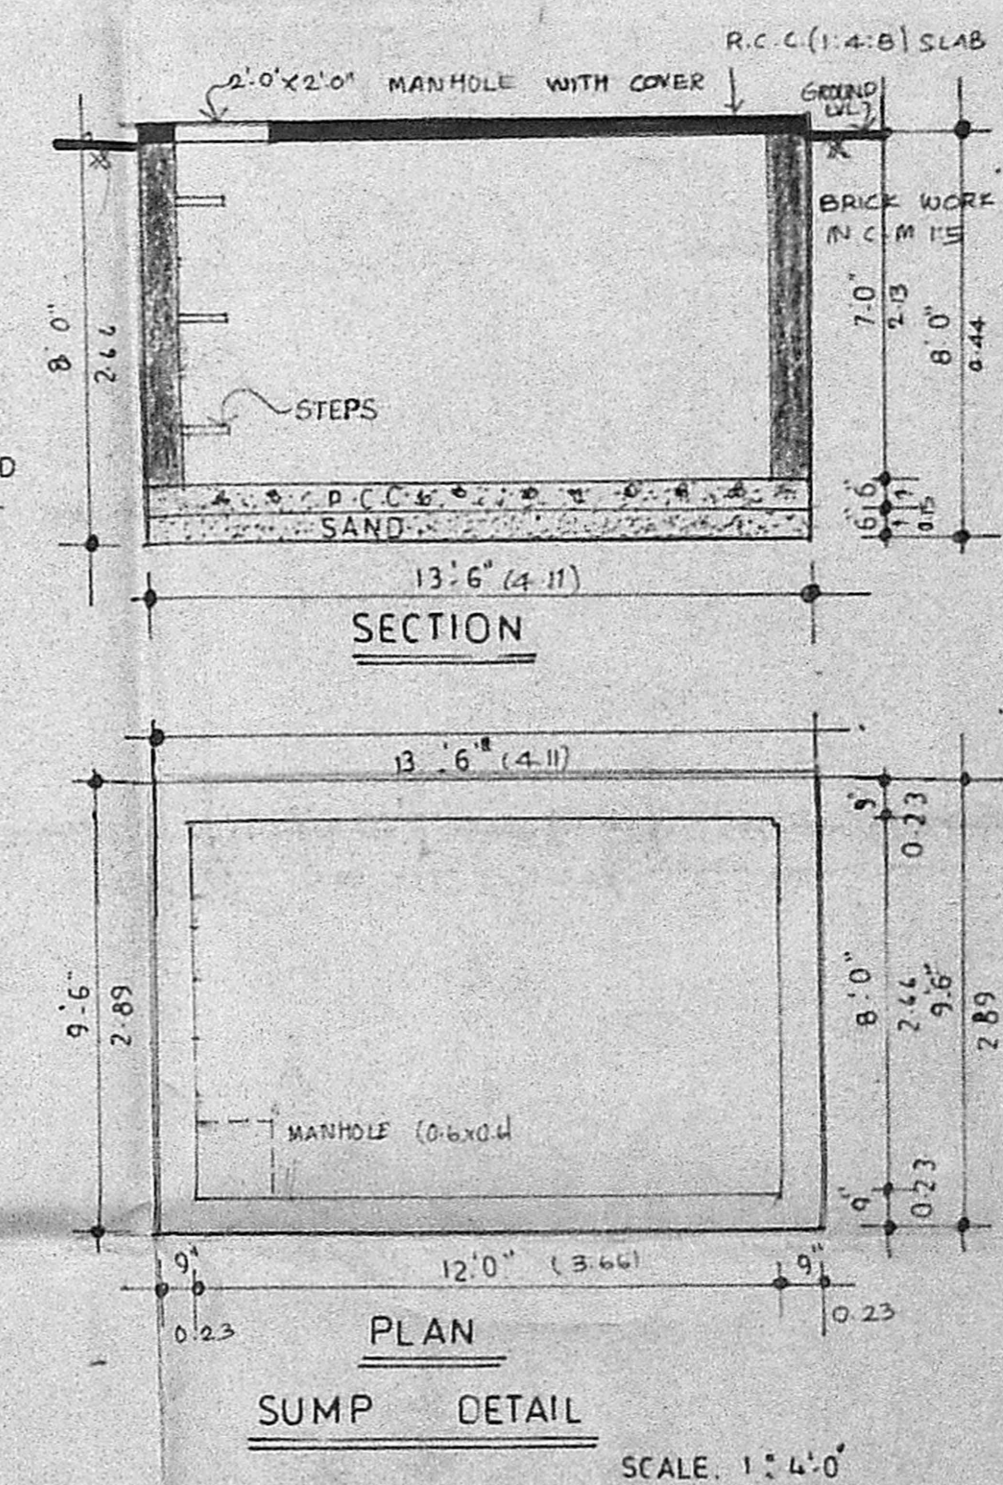 R.C.C (1:4:8) SLAB
2'.0"x2'.0" MANHOLE WITH COVER
GROUND
LVL
BRICK WORK
IN C.M 1:5
8'0"
2.44
7.0"
2.13
8'0"
0.44
STEPS
P.C.C
SAND
6"
6"
0.15
13'.6" (4.11)
SECTION
13'.6" (4.11)
9'
0.23
9'.6"
2.89
8'.0"
2.44
9'.6"
2.89
MANHOLE (0.6x0.6)
9"
0.23
9"
12'.0" (3.66)
9"
0.23
0.23
PLAN
SUMP DETAIL
SCALE. 1": 4'.0"
D